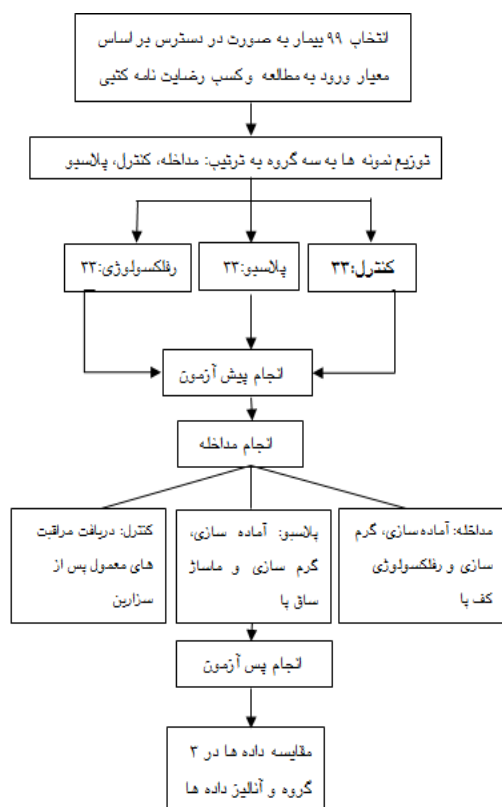 انتخاب ۹۹ بیمار به صورت در دسترس بر اساس
معیار ورود به مطالعه و کسب رضایت نامه کتبی
توزیع نمونه ها به سه گروه به ترتیب: مداخله، کنترل، پلاسبو
کنترل:۳۳
پلاسبو:۳۳
رفلکسولوژی:۳۳
انجام پیش آزمون
انجام مداخله
مداخله: آماده سازی، گرم
سازی و رفلکسولوژی
کف پا
پلاسبو: آماده سازی،
گرم سازی و ماساژ
ساق پا
کنترل: دریافت مراقبت
های معمول پس از
سزارین
انجام پس آزمون
مقایسه داده ها در ۳
گروه و آنالیز داده ها